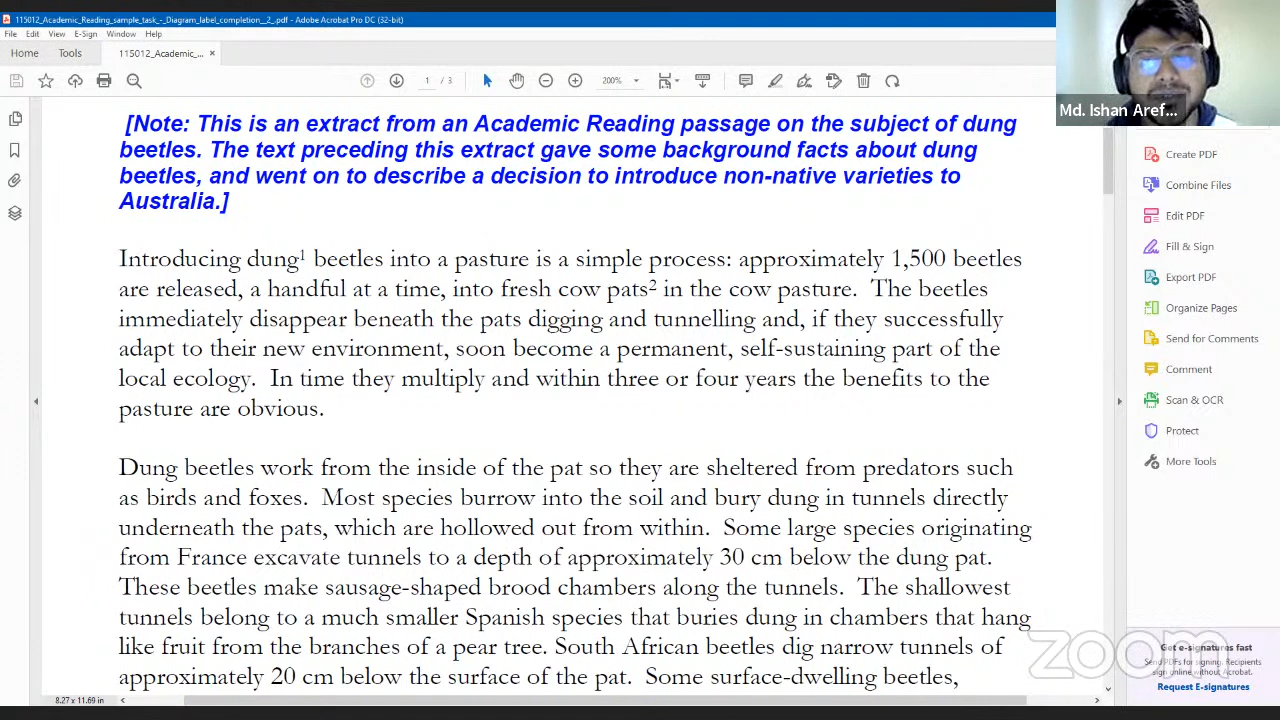 115012_Academic_Reading_sample_task_-_Diagram_label_completion__2_.pdf - Adobe Acrobat Pro DC (32-bit)
File Edit View E-Sign Window Help
Home Tools 115012_Academic_... ×
1 / 3 200%
Md. Ishan Aref...
[Note: This is an extract from an Academic Reading passage on the subject of dung
beetles. The text preceding this extract gave some background facts about dung
beetles, and went on to describe a decision to introduce non-native varieties to
Australia.]
Introducing dung¹ beetles into a pasture is a simple process: approximately 1,500 beetles
are released, a handful at a time, into fresh cow pats² in the cow pasture. The beetles
immediately disappear beneath the pats digging and tunnelling and, if they successfully
adapt to their new environment, soon become a permanent, self-sustaining part of the
local ecology. In time they multiply and within three or four years the benefits to the
pasture are obvious.
Dung beetles work from the inside of the pat so they are sheltered from predators such
as birds and foxes. Most species burrow into the soil and bury dung in tunnels directly
underneath the pats, which are hollowed out from within. Some large species originating
from France excavate tunnels to a depth of approximately 30 cm below the dung pat.
These beetles make sausage-shaped brood chambers along the tunnels. The shallowest
tunnels belong to a much smaller Spanish species that buries dung in chambers that hang
like fruit from the branches of a pear tree. South African beetles dig narrow tunnels of
approximately 20 cm below the surface of the pat. Some surface-dwelling beetles,
8.27 x 11.69 in
Create PDF
Combine Files
Edit PDF
Fill & Sign
Export PDF
Organize Pages
Send for Comments
Comment
Scan & OCR
Protect
More Tools
Get e-signatures fast
Send PDFs for signing. Recipients
sign online without Acrobat.
Request E-signatures
zoom